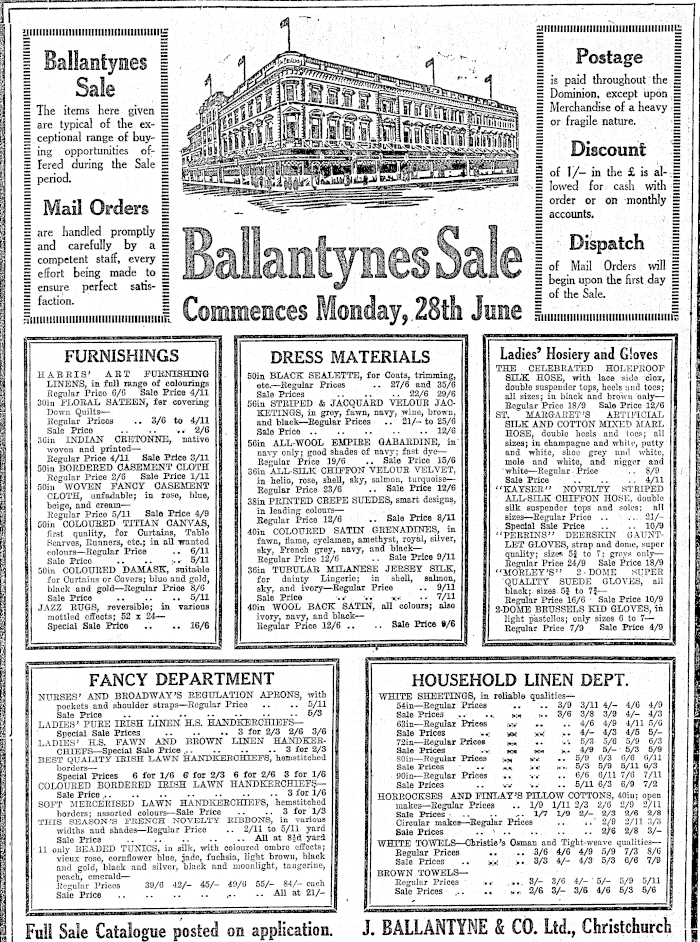 Ballantynes
Sale
The items here given
are typical of the ex-
ceptional range of buy-
ing opportunities of-
fered during the Sale
period.
Mail Orders
are handled promptly
and carefully by a
competent staff, every
effort being made to
ensure perfect satis-
faction.
Postage
is paid throughout the
Dominion, except upon
Merchandise of a heavy
or fragile nature.
Discount
of 1/- in the £ is al-
lowed for cash with
order or on monthly
accounts.
Dispatch
of Mail Orders will
begin upon the first day
of the Sale.
Ballantynes Sale
Commences Monday, 28th June
FURNISHINGS
HARRIS' ART FURNISHING
LINENS, in full range of colourings
Regular Price 6/6 Sale Price 4/11
30in FLORAL SATEEN, for covering
Down Quilts—
Regular Prices .. 3/6 to 4/11
Sale Price .. .. .. 2/6
36in INDIAN CRETONNE, native
woven and printed—
Regular Price 4/11 Sale Price 3/11
50in BORDERED CASEMENT CLOTH
Regular Price 2/6 Sale Price 1/11
50in WOVEN FANCY CASEMENT
CLOTH, unfadable; in rose, blue,
beige, and cream—
Regular Price 5/11 Sale Price 4/9
50in COLOURED TITIAN CANVAS,
first quality, for Curtains, Table
Scarves, Runners, etc; in all wanted
colours—Regular Price .. 6/11
Sale Price .. .. .. 5/11
50in COLOURED DAMASK, suitable
for Curtains or Covers; blue and gold,
black and gold—Regular Price 8/6
Sale Price .. .. .. 5/11
JAZZ RUGS, reversible; in various
mottled effects; 52 x 24—
Special Sale Price .. .. 16/6
DRESS MATERIALS
50in BLACK SEALETTE, for Coats, trimming,
etc.—Regular Prices .. 27/6 and 35/6
Sale Prices .. .. 22/6 29/6
56in STRIPED & JACQUARD VELOUR JAC-
KETINGS, in grey, fawn, navy, wine, brown,
and black—Regular Prices .. 21/- to 25/6
Sale Price .. .. .. .. 12/6
56in ALL-WOOL EMPIRE GABARDINE, in
navy only; good shades of navy; fast dye—
Regular Price 19/6 .. Sale Price 15/6
36in ALL-SILK CHIFFON VELOUR VELVET,
in helio, rose, shell, sky, salmon, turquoise—
Regular Price 23/6 .. Sale Price 12/6
38in PRINTED CREPE SUEDES, smart designs,
in leading colours—
Regular Price 12/6 .. Sale Price 8/11
40in COLOURED SATIN GRENADINES, in
fawn, flame, cyclamen, amethyst, royal, silver,
sky, French grey, navy, and black—
Regular Price 12/6 .. Sale Price 9/11
36in TUBULAR MILANESE JERSEY SILK,
for dainty Lingerie; in shell, salmon,
sky, and ivory—Regular Price .. 9/11
Sale Price .. .. .. 7/11
40in WOOL BACK SATIN, all colours; also
ivory, navy, and black—
Regular Price 12/6 .. .. Sale Price 9/6
Ladies' Hosiery and Gloves
THE CELEBRATED HOLEPROOF
SILK HOSE, with lace side clox,
double suspender tops, heels and toes;
all sizes; in black and brown only—
Regular Price 18/9 Sale Price 12/6
ST. MARGARET'S ARTIFICIAL
SILK AND COTTON MIXED MARL
HOSE, double heels and toes; all
sizes; in champagne and white, putty
and white, shoe grey and white,
mole and white, and nigger and
white—Regular Price .. 8/9
Sale Price .. .. .. 4/11
"KAYSER" NOVELTY STRIPED
ALL-SILK CHIFFON HOSE, double
silk suspender tops and soles; all
sizes—Regular Price .. .. 21/-
Special Sale Price .. .. 10/9
"PERRINS" DEERSKIN GAUNT-
LET GLOVES, strap and dome, super
quality; sizes 5¾ to 7; greys only—
Regular Price 24/9 Sale Price 18/9
"MORLEY'S" 2-DOME SUPER
QUALITY SUEDE GLOVES, all
black; sizes 5¾ to 7¾—
Regular Price 16/6 Sale Price 10/9
2-DOME BRUSSELS KID GLOVES, in
light pastelles; only sizes 6 to 7—
Regular Price 7/9 Sale Price 4/9
FANCY DEPARTMENT
NURSES' AND BROADWAY'S REGULATION APRONS, with
pockets and shoulder straps—Regular Price .. .. 5/11
Sale Price .. .. .. .. .. 5/3
LADIES' PURE IRISH LINEN H.S. HANDKERCHIEFS—
Special Sale Prices .. .. 3 for 2/3 2/6 3/6
LADIES' H.S. FAWN AND BROWN LINEN HANDKER-
CHIEFS—Special Sale Price .. .. 3 for 2/3
BEST QUALITY IRISH LAWN HANDKERCHIEFS, hemstitched
borders—
Special Prices 6 for 1/6 6 for 2/3 6 for 2/6 3 for 1/6
COLOURED BORDERED IRISH LAWN HANDKERCHIEFS—
Sale Price .. .. .. .. 3 for 1/6
SOFT MERCERISED LAWN HANDKERCHIEFS, hemstitched
borders; assorted colours—Sale Price .. .. 3 for 1/3
THIS SEASON'S FRENCH NOVELTY RIBBONS, in various
widths and shades—Regular Price .. 2/11 to 5/11 yard
Sale Price .. .. .. .. All at 8½d yard
11 only BEADED TUNICS, in silk, with coloured ombre effects;
vieux rose, cornflower blue, jade, fuchsia, light brown, black
and gold, black and silver, black and moonlight, tangerine,
peach, emerald—
Regular Prices 39/6 42/- 45/- 49/6 55/- 84/- each
Sale Price .. .. .. .. .. All at 21/-
HOUSEHOLD LINEN DEPT.
WHITE SHEETINGS, in reliable qualities—
54in—Regular Prices .. .. 3/9 3/11 4/- 4/6 4/9
Sale Prices .. .. 3/6 3/8 3/9 4/- 4/3
63in—Regular Prices .. .. 4/6 4/9 4/11 5/6
Sale Prices .. .. 4/- 4/3 4/5 5/-
72in—Regular Prices .. .. 5/3 5/6 5/9 6/3
Sale Prices .. .. 4/9 5/- 5/3 5/9
80in—Regular Prices .. .. 5/9 6/3 6/6 6/11
Sale Prices .. .. 5/3 5/9 5/11 6/3
90in—Regular Prices .. .. 6/6 6/11 7/6 7/11
Sale Prices .. .. 5/11 6/3 6/9 7/2
HORROCKSES AND FINLAY'S PILLOW COTTONS, 40in; open
makes—Regular Prices 1/9 1/11 2/3 2/6 2/9 2/11
Sale Prices .. .. 1/7 1/9 2/- 2/3 2/6 2/8
Circular makes—Regular Prices .. .. 2/9 2/11 3/3
Sale Prices .. .. 2/6 2/8 3/-
WHITE TOWELS—Christie's Osman and Tight-weave qualities—
Regular Prices .. .. 3/6 4/6 4/9 5/9 7/3 8/6
Sale Prices .. .. 3/3 4/- 4/3 5/3 6/6 7/9
BROWN TOWELS—
Regular Prices .. .. 3/- 3/6 4/- 5/- 5/9 5/11
Sale Prices .. .. 2/6 3/- 3/6 4/6 5/3 5/6
Full Sale Catalogue posted on application.
J. BALLANTYNE & CO. Ltd., Christchurch